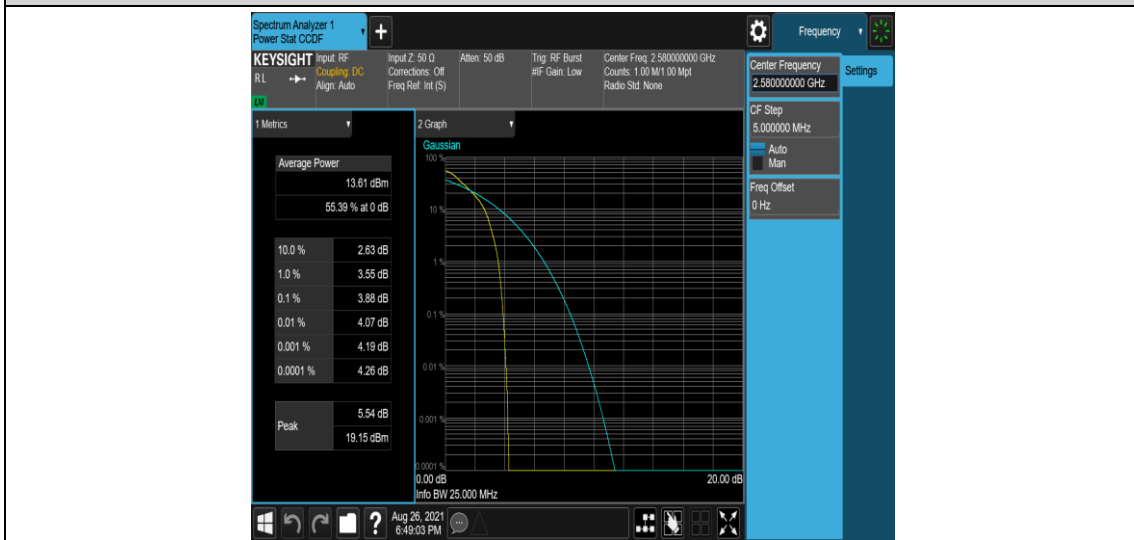 Spectrum Analyzer 1
Power Stat CCDF
+
Frequency
KEYSIGHT
RL
Input: RF
Coupling: DC
Align: Auto
Input Z: 50 Ω
Corrections: Off
Freq Ref: Int (S)
Atten: 50 dB
Trig: RF Burst
#IF Gain: Low
Center Freq: 2.580000000 GHz
Counts: 1.00 M/1.00 Mpt
Radio Std: None
Center Frequency
2.580000000 GHz
Settings
CF Step
5.000000 MHz
Auto
Man
Freq Offset
0 Hz
1 Metrics
Average Power
13.61 dBm
55.39 % at 0 dB
10.0 % 2.63 dB
1.0 % 3.55 dB
0.1 % 3.88 dB
0.01 % 4.07 dB
0.001 % 4.19 dB
0.0001 % 4.26 dB
Peak
5.54 dB
19.15 dBm
2 Graph
Gaussian
100 %
10 %
1 %
0.1 %
0.01 %
0.001 %
0.0001 %
0.00 dB 20.00 dB
Info BW 25.000 MHz
?
Aug 26, 2021
6:49:03 PM